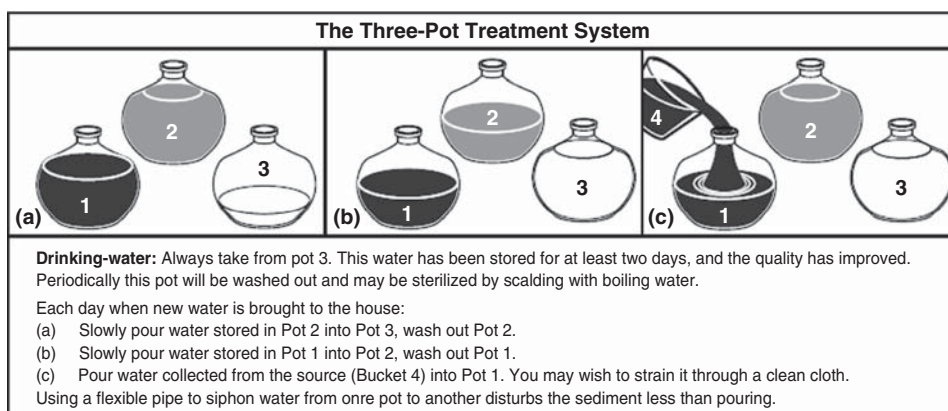 The Three-Pot Treatment System
2
1
3
(a)
2
1
3
(b)
4
2
1
3
(c)
Drinking-water: Always take from pot 3. This water has been stored for at least two days, and the quality has improved.
Periodically this pot will be washed out and may be sterilized by scalding with boiling water.
Each day when new water is brought to the house:
(a) Slowly pour water stored in Pot 2 into Pot 3, wash out Pot 2.
(b) Slowly pour water stored in Pot 1 into Pot 2, wash out Pot 1.
(c) Pour water collected from the source (Bucket 4) into Pot 1. You may wish to strain it through a clean cloth.
Using a flexible pipe to siphon water from onre pot to another disturbs the sediment less than pouring.